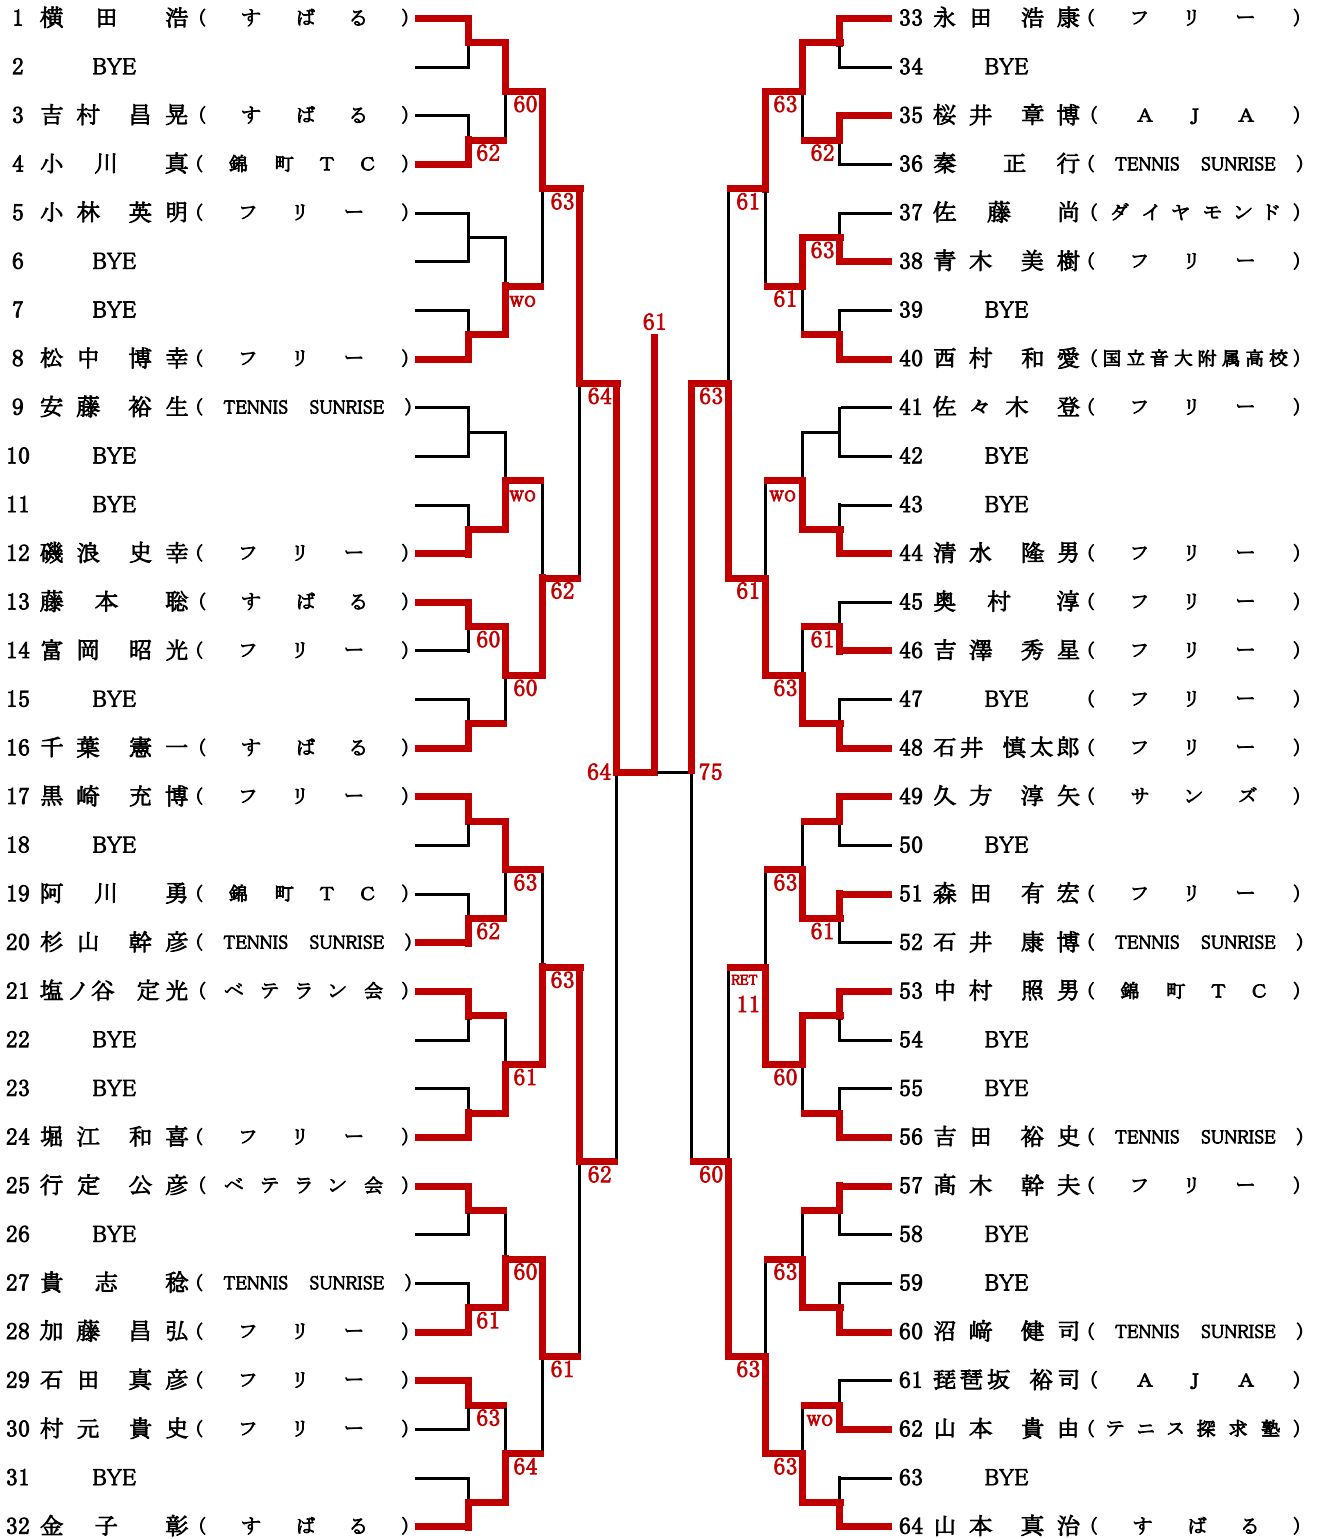 1 横田 浩 ( すばる )
2 BYE
60
3 吉村 昌晃 ( すばる )
62
4 小川 真 ( 錦町TC )
63
5 小林 英明 ( フリー )
6 BYE
WO
7 BYE
8 松中 博幸 ( フリー )
64
9 安藤 裕生 ( TENNIS SUNRISE )
10 BYE
WO
11 BYE
12 磯浪 史幸 ( フリー )
62
13 藤本 聡 ( すばる )
60
14 富岡 昭光 ( フリー )
60
15 BYE
16 千葉 憲一 ( すばる )
64
17 黒崎 充博 ( フリー )
18 BYE
63
19 阿川 勇 ( 錦町TC )
62
20 杉山 幹彦 ( TENNIS SUNRISE )
63
21 塩ノ谷 定光 ( ベテラン会 )
22 BYE
61
23 BYE
24 堀江 和喜 ( フリー )
62
25 行定 公彦 ( ベテラン会 )
26 BYE
60
27 貴志 稔 ( TENNIS SUNRISE )
61
28 加藤 昌弘 ( フリー )
61
29 石田 真彦 ( フリー )
63
30 村元 貴史 ( フリー )
64
31 BYE
32 金子 彰 ( すばる )
61
33 永田 浩康 ( フリー )
34 BYE
63
35 桜井 章博 ( AJA )
62
36 秦 正行 ( TENNIS SUNRISE )
61
37 佐藤 尚 ( ダイヤモンド )
63
38 青木 美樹 ( フリー )
61
39 BYE
40 西村 和愛 ( 国立音大附属高校 )
63
41 佐々木 登 ( フリー )
42 BYE
WO
43 BYE
44 清水 隆男 ( フリー )
61
45 奥村 淳 ( フリー )
61
46 吉澤 秀星 ( フリー )
63
47 BYE ( フリー )
48 石井 慎太郎 ( フリー )
75
49 久方 淳矢 ( サンズ )
50 BYE
63
51 森田 有宏 ( フリー )
61
52 石井 康博 ( TENNIS SUNRISE )
RET
11
53 中村 照男 ( 錦町TC )
54 BYE
60
55 BYE
56 吉田 裕史 ( TENNIS SUNRISE )
60
57 髙木 幹夫 ( フリー )
58 BYE
63
59 BYE
60 沼﨑 健司 ( TENNIS SUNRISE )
63
61 琵琶坂 裕司 ( AJA )
WO
62 山本 貴由 ( テニス探求塾 )
63
63 BYE
64 山本 真治 ( すばる )